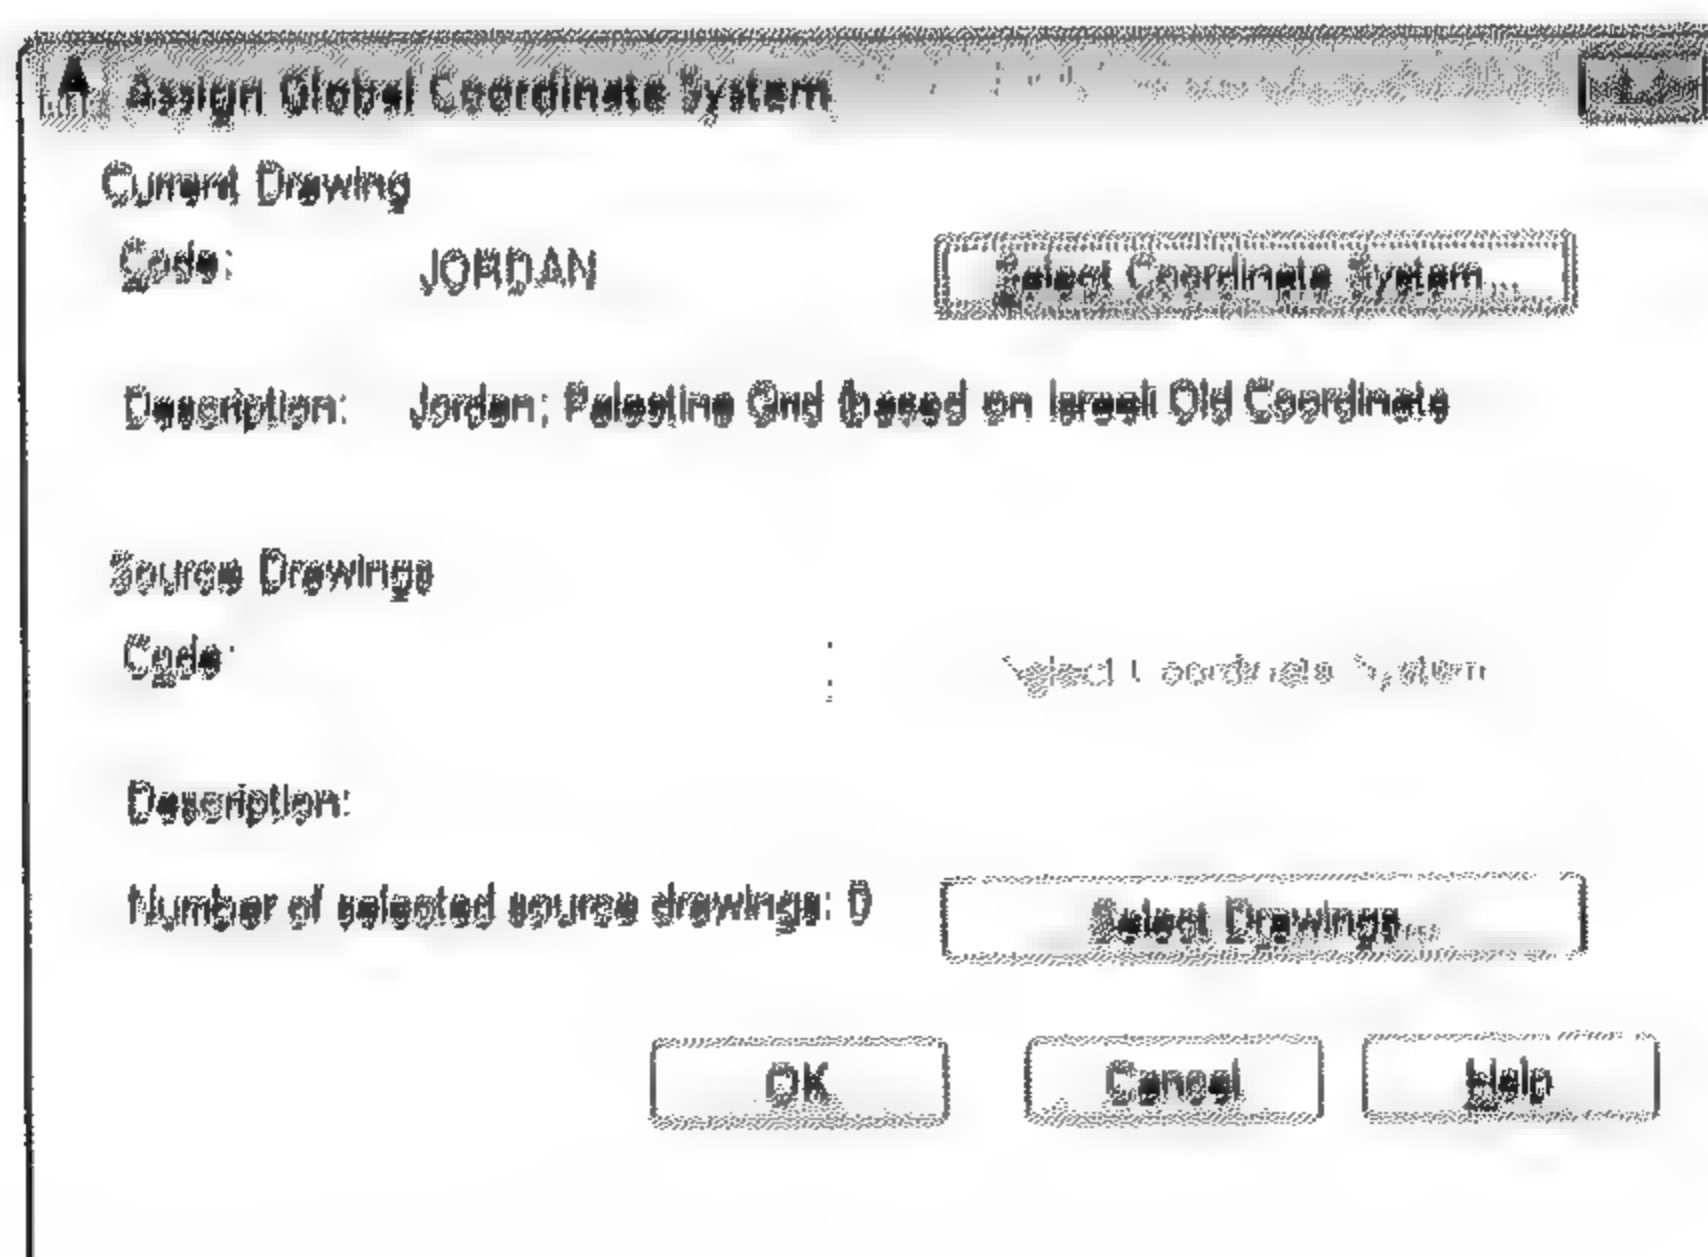 Assign Global Coordinate System
Current Drawing
Code: JORDAN Select Coordinate System...
Description: Jordan; Palestine Grid (based on Israeli Old Coordinate
Source Drawings
Code: Select Coordinate System
Description:
Number of selected source drawings: 0 Select Drawings...
OK Cancel Help